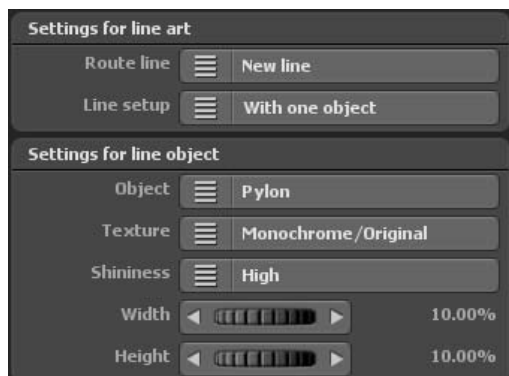 Settings for line art
Route line New line
Line setup With one object
Settings for line object
Object Pylon
Texture Monochrome/Original
Shininess High
Width 10.00%
Height 10.00%